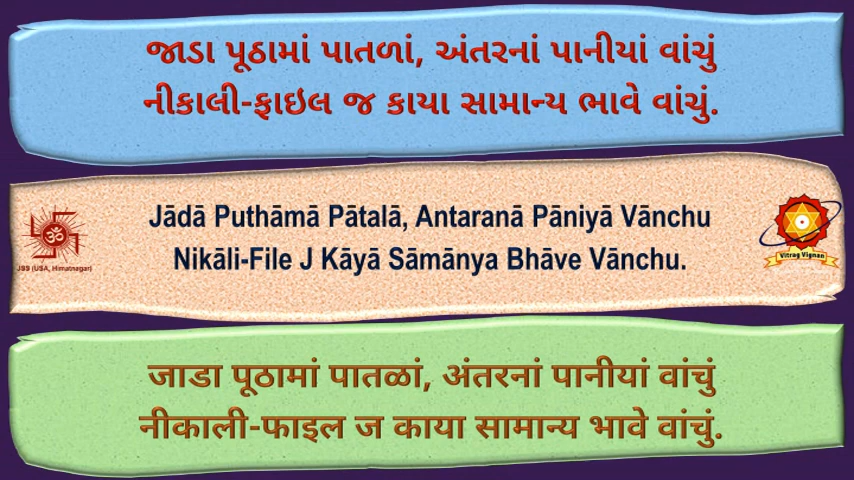 જાડા પૂઠામાં પાતળાં, અંતરનાં પાનીયાં વાંચું
નીકાલી-ફાઇલ જ કાયા સામાન્ય ભાવે વાંચું.
Jādā Puthāmā Pātalā, Antaranā Pāniyā Vānchu
Nikāli-File J Kāyā Sāmānya Bhāve Vānchu.
ૐ
JSS (USA, Himatnagar)
Vitrag Vignan
जाडा पूठामां पातळां, अंतरनां पानीयां वांचुं
नीकाली-फाइल ज काया सामान्य भावे वांचुं.